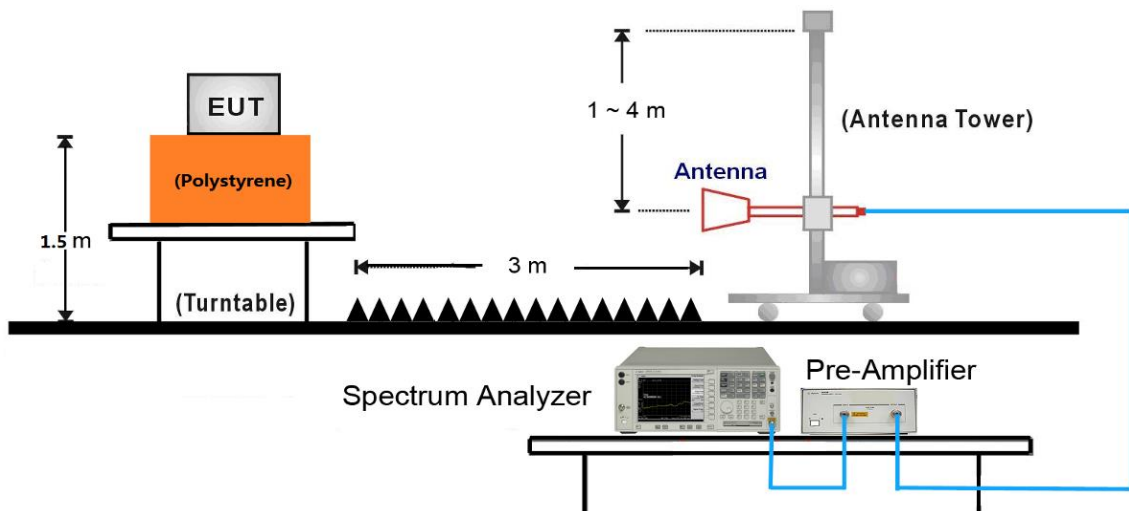 EUT
(Polystyrene)
1.5 m
(Turntable)
3 m
1 ~ 4 m
(Antenna Tower)
Antenna
Spectrum Analyzer
Pre-Amplifier